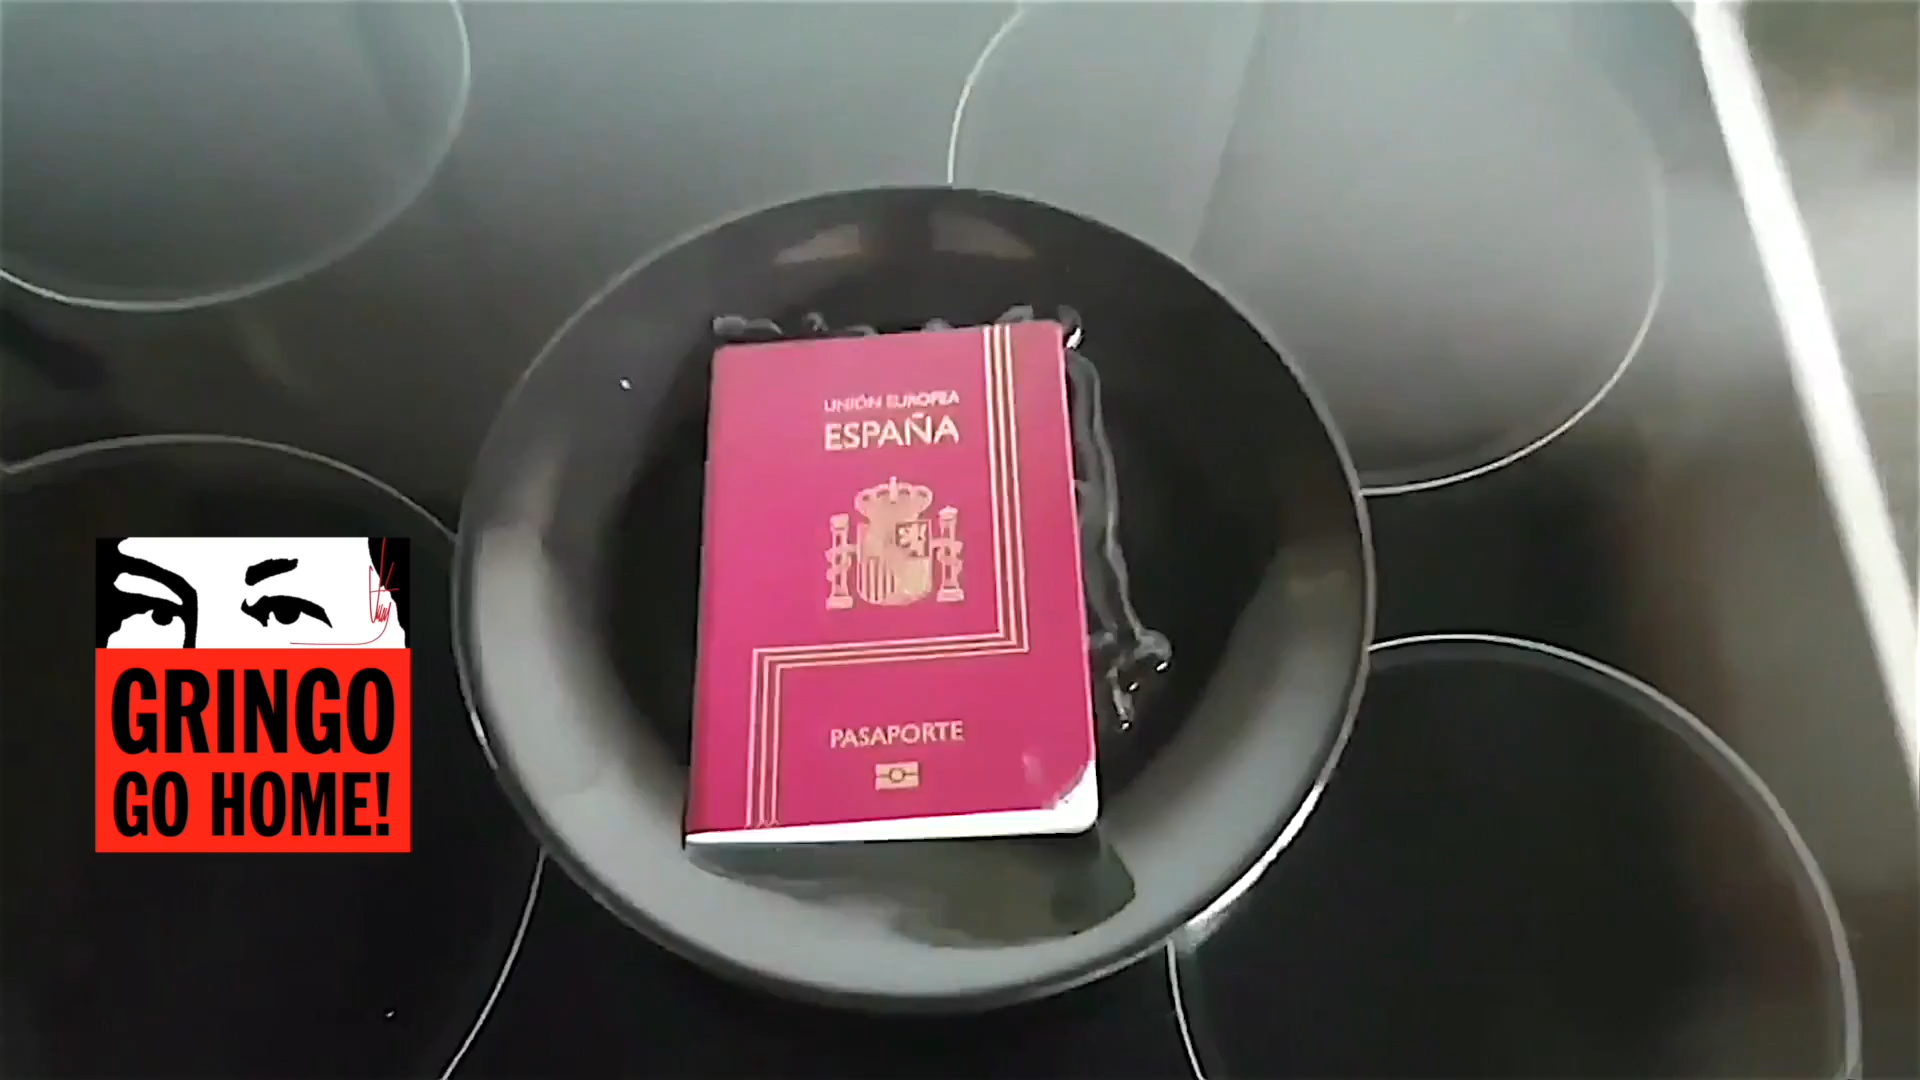 UNIÓN EUROPEA
ESPAÑA
PASAPORTE
GRINGO
GO HOME!